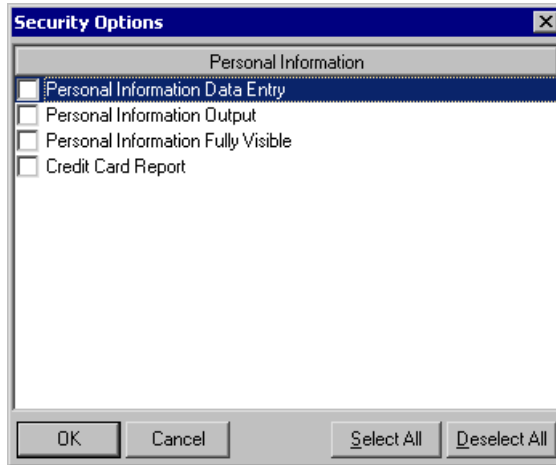 Security Options
Personal Information
Personal Information Data Entry
Personal Information Output
Personal Information Fully Visible
Credit Card Report
OK Cancel Select All Deselect All